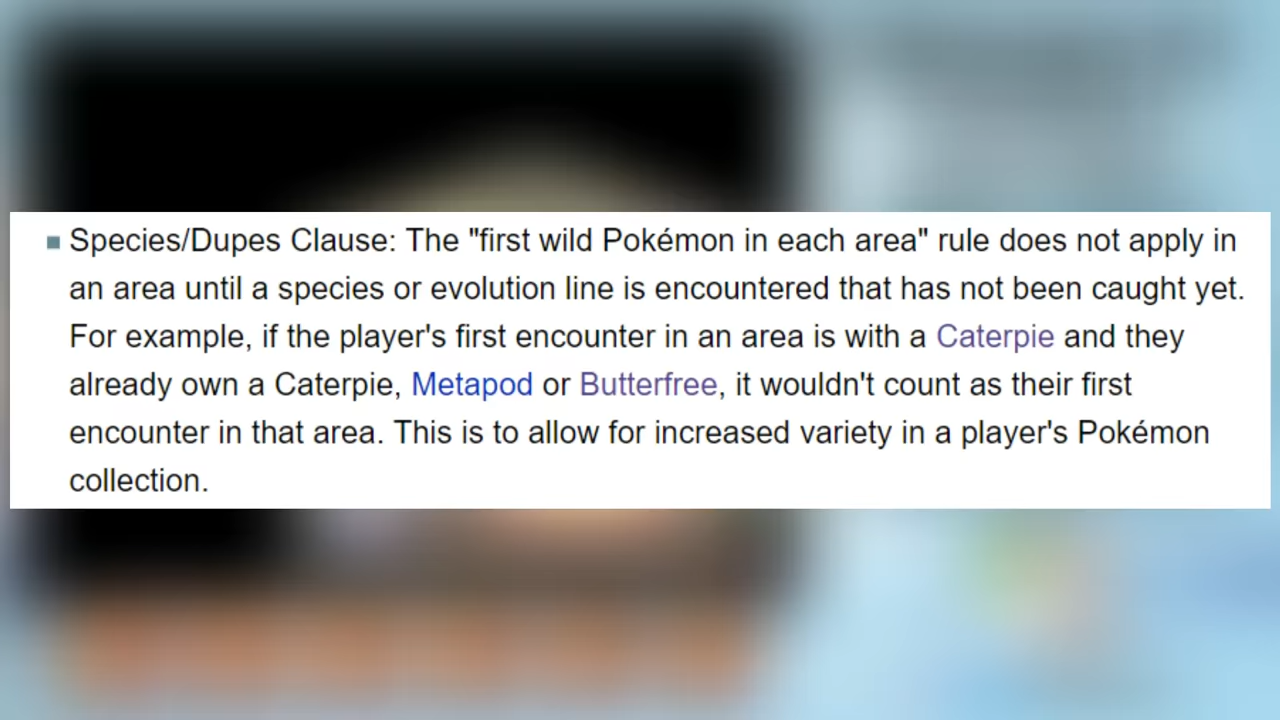 Species/Dupes Clause: The "first wild Pokémon in each area" rule does not apply in
an area until a species or evolution line is encountered that has not been caught yet.
For example, if the player's first encounter in an area is with a Caterpie and they
already own a Caterpie, Metapod or Butterfree, it wouldn't count as their first
encounter in that area. This is to allow for increased variety in a player's Pokémon
collection.